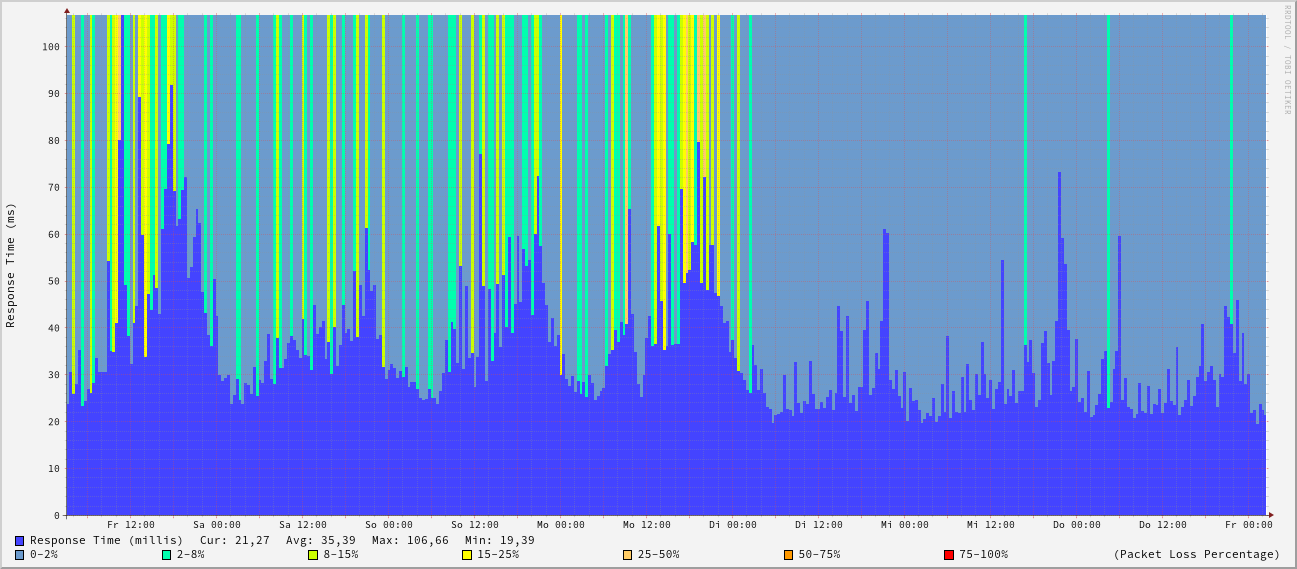 RRDTOOL / TOBI OETIKER
Response Time (ms)
100
90
80
70
60
50
40
30
20
10
0
Fr 12:00 Sa 00:00 Sa 12:00 So 00:00 So 12:00 Mo 00:00 Mo 12:00 Di 00:00 Di 12:00 Mi 00:00 Mi 12:00 Do 00:00 Do 12:00 Fr 00:00
Response Time (millis) Cur: 21,27 Avg: 35,39 Max: 106,66 Min: 19,39
0-2% 2-8% 8-15% 15-25% 25-50% 50-75% 75-100% (Packet Loss Percentage)